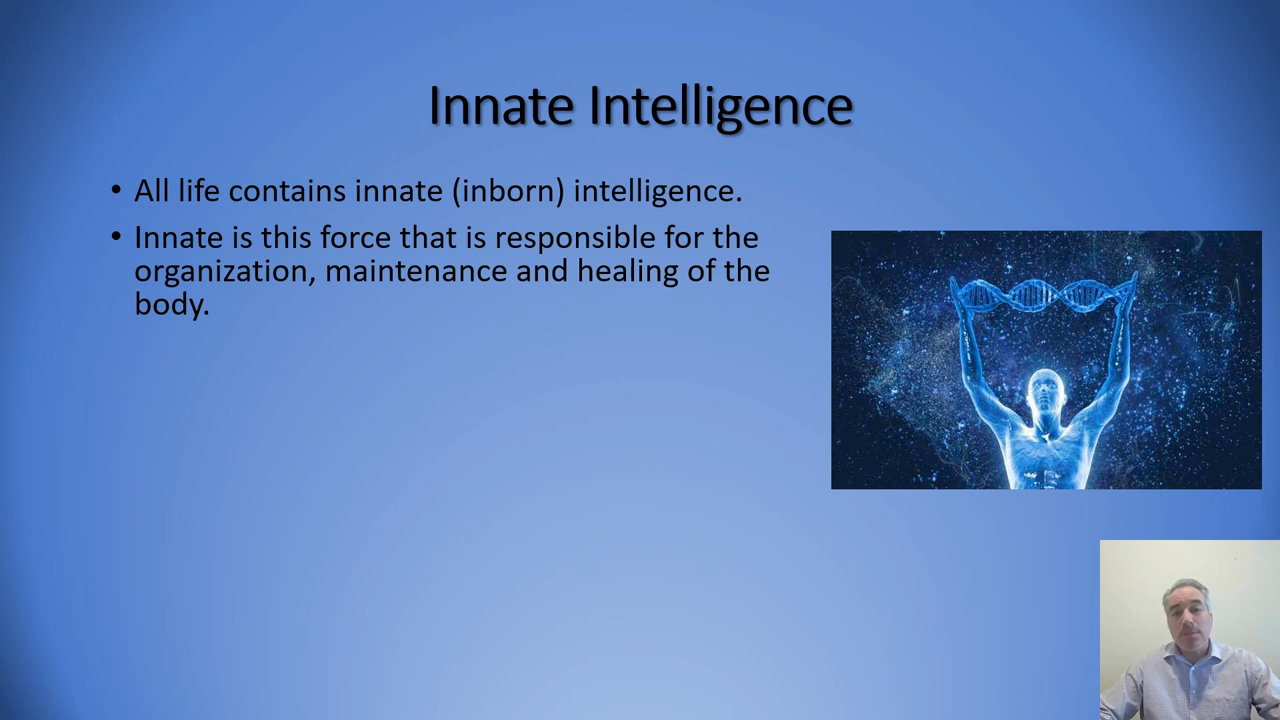 Innate Intelligence
• All life contains innate (inborn) intelligence.
• Innate is this force that is responsible for the
organization, maintenance and healing of the
body.